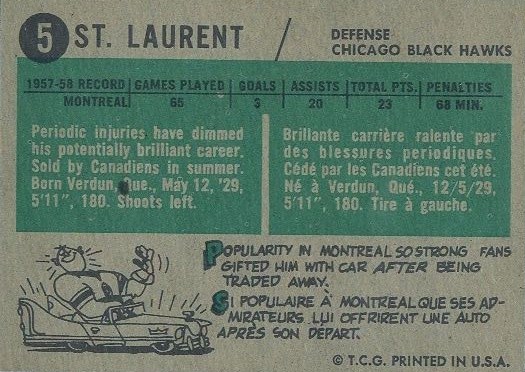 5 ST. LAURENT / DEFENSE
CHICAGO BLACK HAWKS
1957-58 RECORD GAMES PLAYED GOALS ASSISTS TOTAL PTS. PENALTIES
MONTREAL 65 3 20 23 68 MIN.
Periodic injuries have dimmed
his potentially brilliant career.
Sold by Canadiens in summer.
Born Verdun, Que., May 12, '29,
5'11", 180. Shoots left.
Brillante carrière ralente par
des blessures periodiques.
Cédé par les Canadiens cet été.
Né à Verdun, Qué., 12/5/29,
5'11", 180. Tire à gauche.
POPULARITY IN MONTREAL SO STRONG FANS
GIFTED HIM WITH CAR AFTER BEING
TRADED AWAY.
SI POPULAIRE À MONTREAL QUE SES AD-
MIRATEURS LUI OFFRIRENT UNE AUTO
APRÈS SON DÉPART.
© T.C.G. PRINTED IN U.S.A.